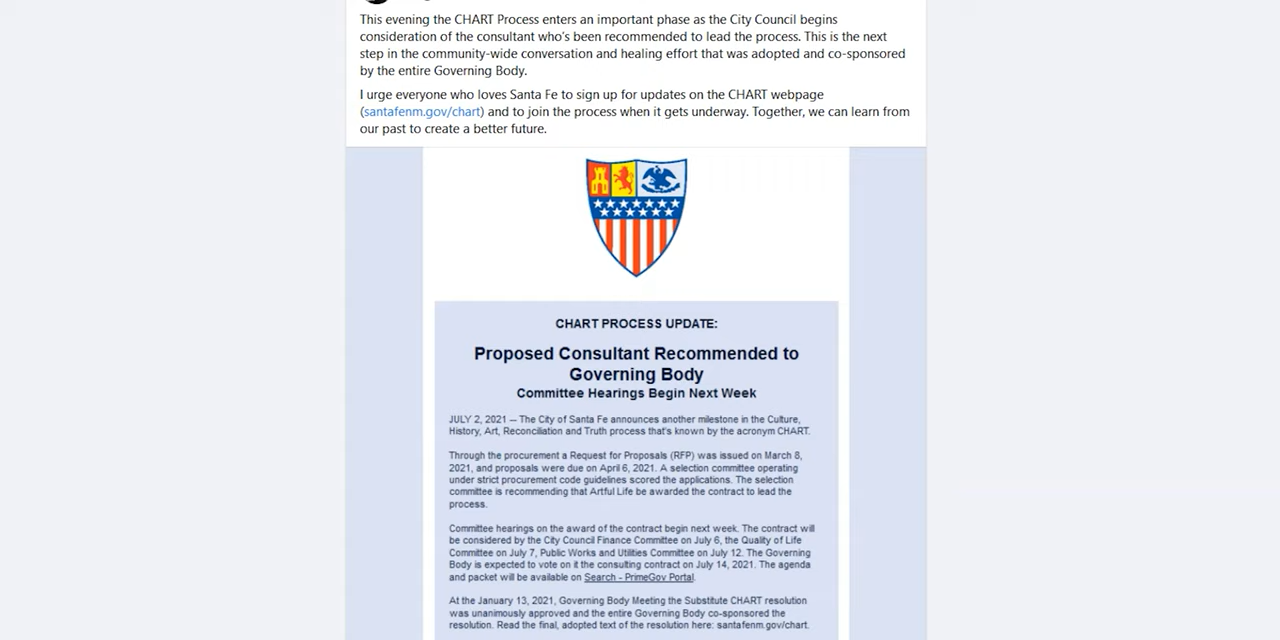 This evening the CHART Process enters an important phase as the City Council begins
consideration of the consultant who's been recommended to lead the process. This is the next
step in the community-wide conversation and healing effort that was adopted and co-sponsored
by the entire Governing Body.
I urge everyone who loves Santa Fe to sign up for updates on the CHART webpage
(santafenm.gov/chart) and to join the process when it gets underway. Together, we can learn from
our past to create a better future.
CHART PROCESS UPDATE:
Proposed Consultant Recommended to
Governing Body
Committee Hearings Begin Next Week
JULY 2, 2021 – The City of Santa Fe announces another milestone in the Culture,
History, Art, Reconciliation and Truth process that's known by the acronym CHART.
Through the procurement a Request for Proposals (RFP) was issued on March 8,
2021, and proposals were due on April 6, 2021. A selection committee operating
under strict procurement code guidelines scored the applications. The selection
committee is recommending that Artful Life be awarded the contract to lead the
process.
Committee hearings on the award of the contract begin next week. The contract will
be considered by the City Council Finance Committee on July 6, the Quality of Life
Committee on July 7, Public Works and Utilities Committee on July 12. The Governing
Body is expected to vote on it the consulting contract on July 14, 2021. The agenda
and packet will be available on Search - PrimeGov Portal.
At the January 13, 2021, Governing Body Meeting the Substitute CHART resolution
was unanimously approved and the entire Governing Body co-sponsored the
resolution. Read the final, adopted text of the resolution here: santafenm.gov/chart.